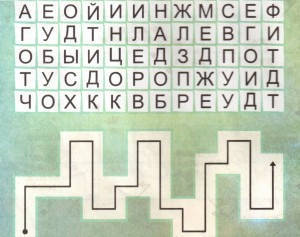 А Е О Й И И Н Ж М С Е Ф
Г У Д Т Н Л А Л Е В Г И
О Б Ы И Ц Е Д З Д П О Т
Т У С Д О Р О П Ж У И Д
Ч О Х К К В Б Р Е У Д Т